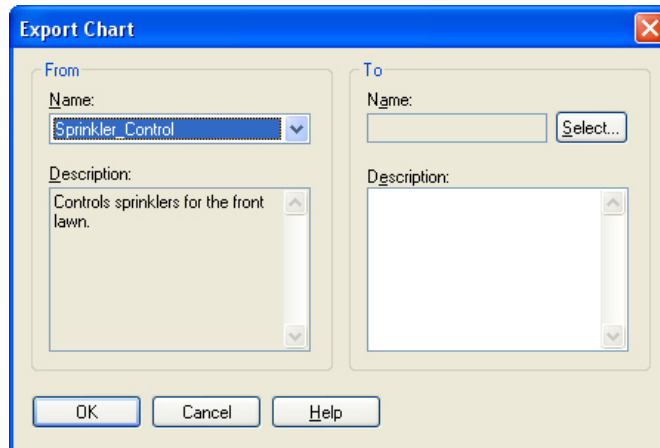 Export Chart
From
Name:
Sprinkler_Control
Description:
Controls sprinklers for the front
lawn.
To
Name:
Select...
Description:
OK
Cancel
Help